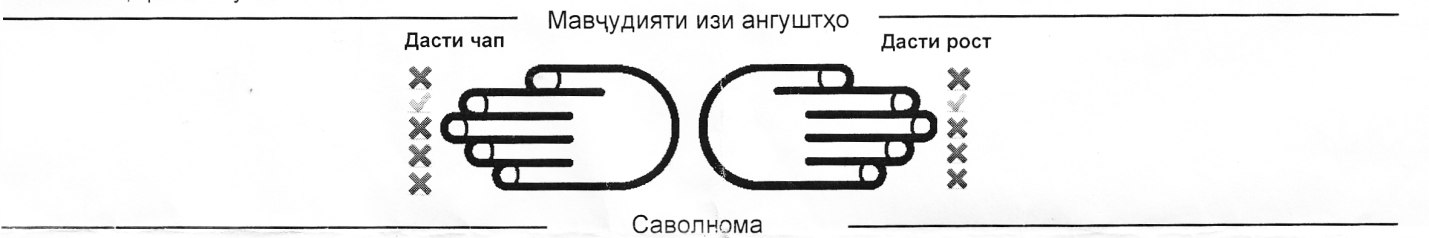 Мавҷудияти изи ангуштҳо
Дасти чап
Дасти рост
Саволнома